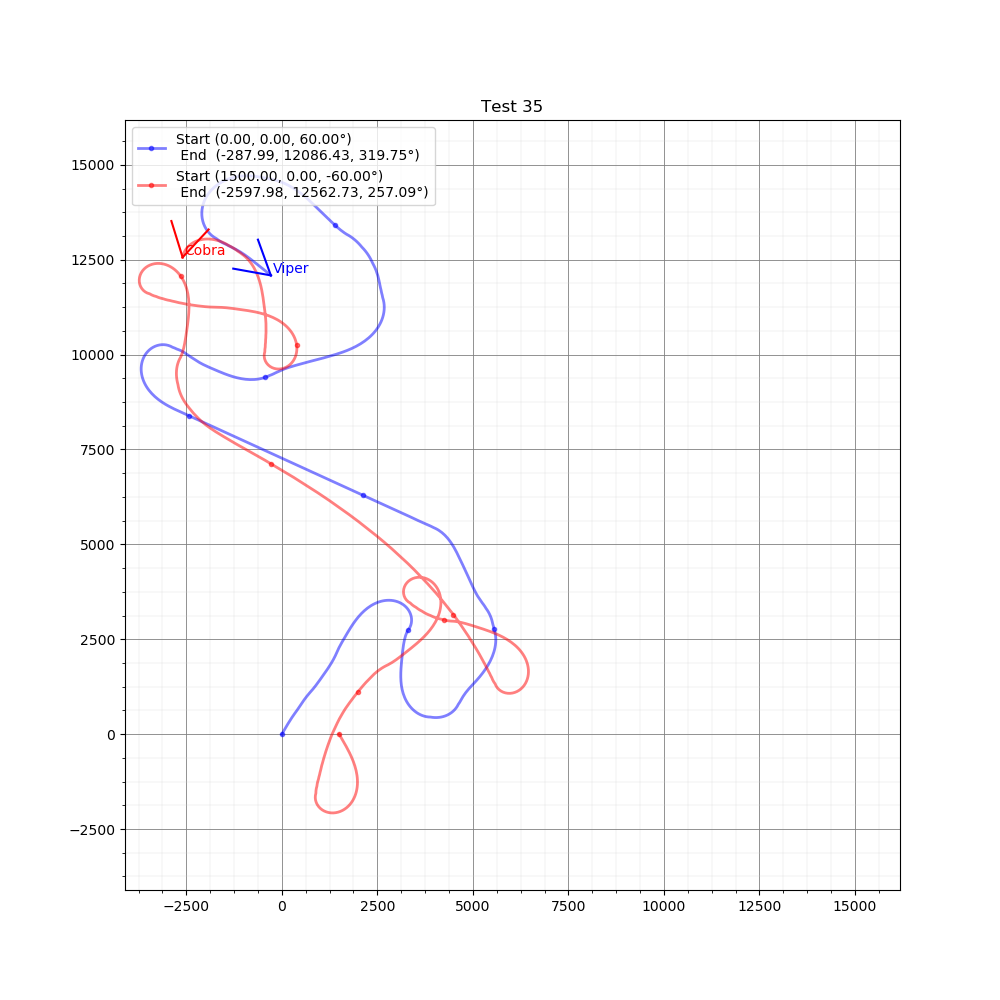 Test 35
Start (0.00, 0.00, 60.00°)
End (-287.99, 12086.43, 319.75°)
Start (1500.00, 0.00, -60.00°)
End (-2597.98, 12562.73, 257.09°)
15000
12500
10000
7500
5000
2500
0
−2500
Cobra
Viper
−2500 0 2500 5000 7500 10000 12500 15000